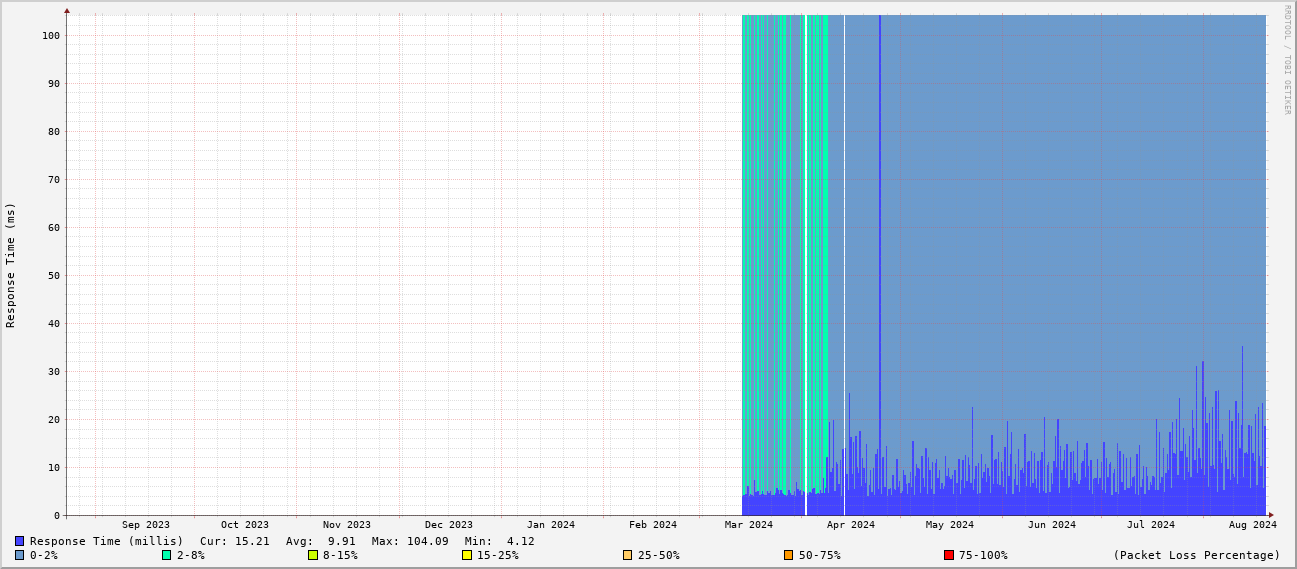 RRDTOOL / TOBI OETIKER
Response Time (ms)
100
90
80
70
60
50
40
30
20
10
0
Sep 2023 Oct 2023 Nov 2023 Dec 2023 Jan 2024 Feb 2024 Mar 2024 Apr 2024 May 2024 Jun 2024 Jul 2024 Aug 2024
Response Time (millis) Cur: 15.21 Avg: 9.91 Max: 104.09 Min: 4.12
0-2% 2-8% 8-15% 15-25% 25-50% 50-75% 75-100% (Packet Loss Percentage)